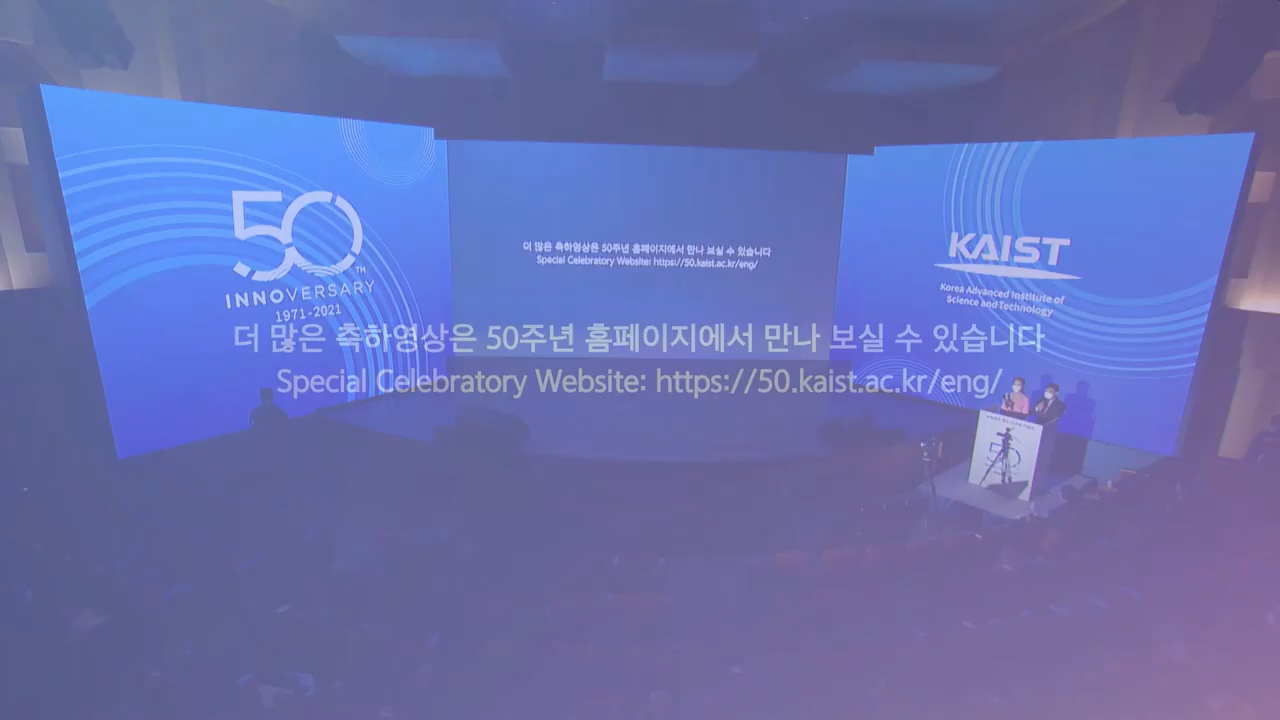 50TH
INNOVERSARY
1971-2021
더 많은 축하영상은 50주년 홈페이지에서 만나 보실 수 있습니다
Special Celebratory Website: https://50.kaist.ac.kr/eng/
KAIST
Korea Advanced Institute of
Science and Technology
더 많은 축하영상은 50주년 홈페이지에서 만나 보실 수 있습니다
Special Celebratory Website: https://50.kaist.ac.kr/eng/
50